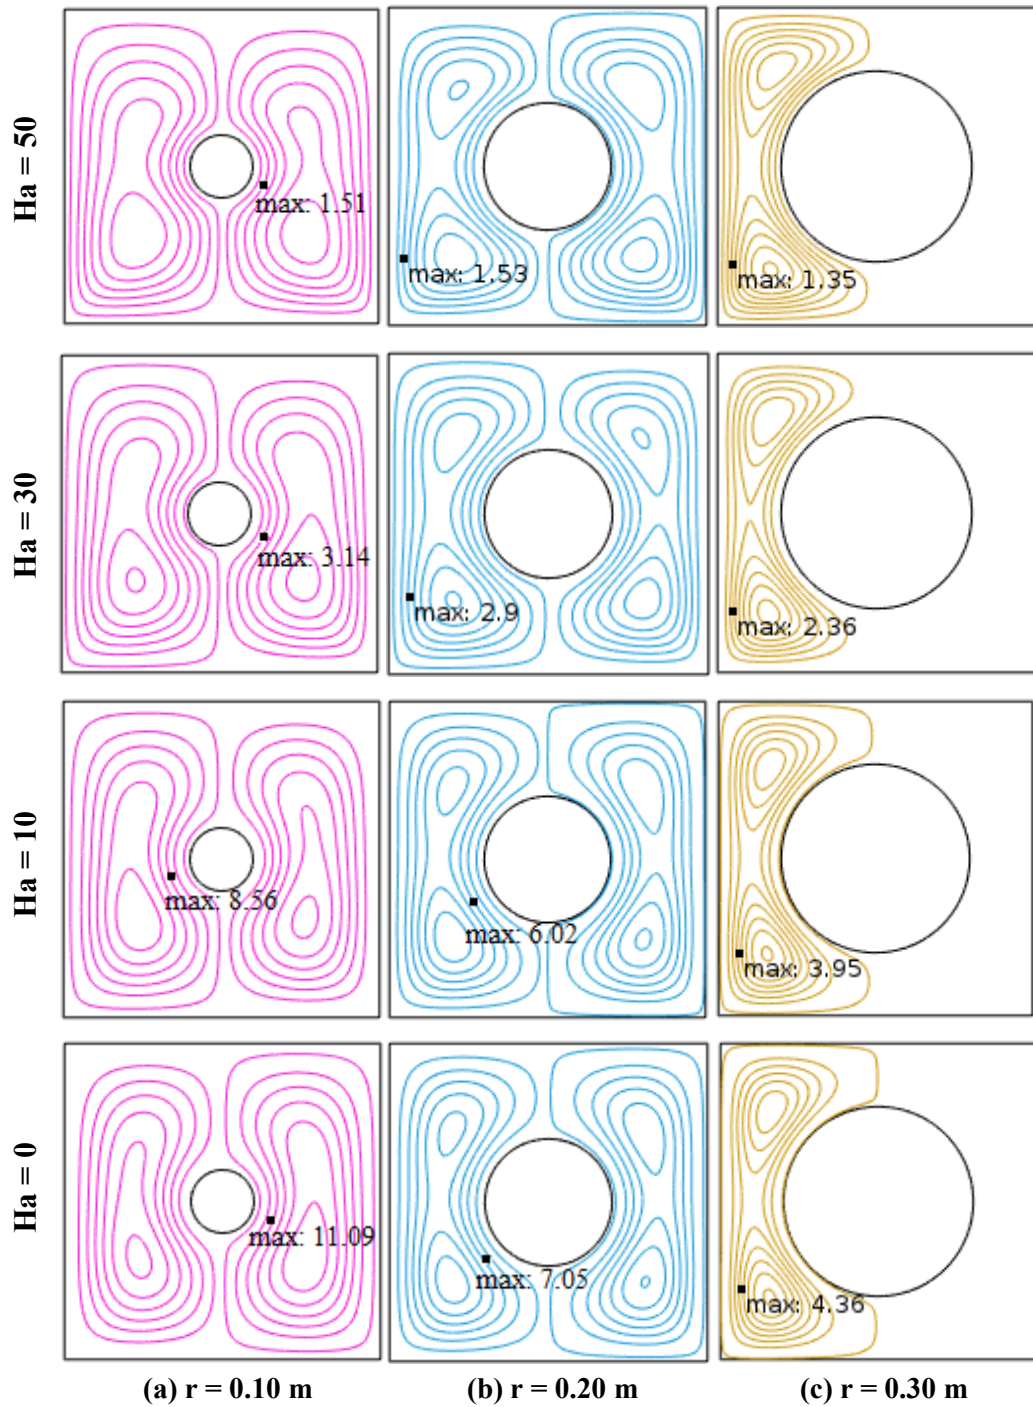 Ha = 50
max: 1.51
max: 1.53
max: 1.35
Ha = 30
max: 3.14
max: 2.9
max: 2.36
Ha = 10
max: 8.56
max: 6.02
max: 3.95
Ha = 0
max: 11.09
max: 7.05
max: 4.36
(a) r = 0.10 m
(b) r = 0.20 m
(c) r = 0.30 m